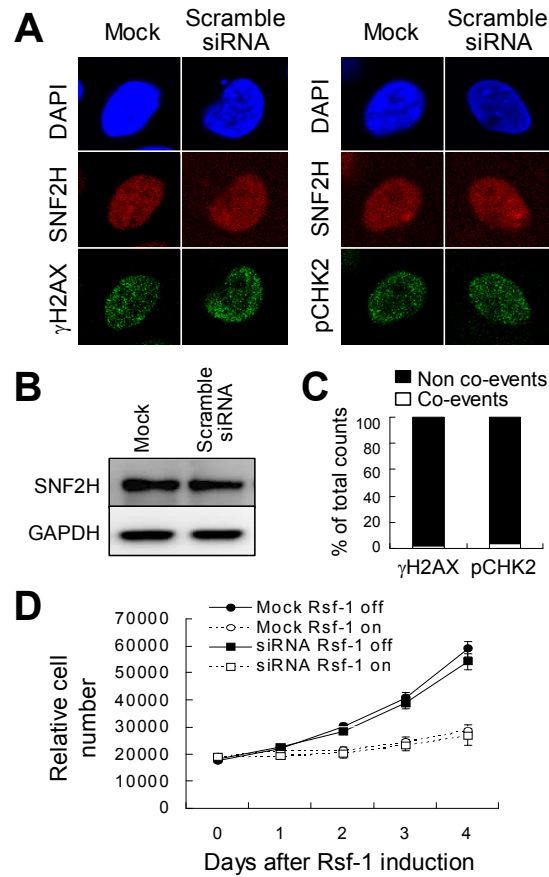 A
Mock
Scramble
siRNA
Mock
Scramble
siRNA
DAPI
SNF2H
γH2AX
DAPI
SNF2H
pCHK2
B
Mock
Scramble
siRNA
SNF2H
GAPDH
C
Non co-events
Co-events
% of total counts
100
80
60
40
20
0
γH2AX
pCHK2
D
Mock Rsf-1 off
Mock Rsf-1 on
siRNA Rsf-1 off
siRNA Rsf-1 on
Relative cell
number
70000
60000
50000
40000
30000
20000
10000
0
0 1 2 3 4
Days after Rsf-1 induction